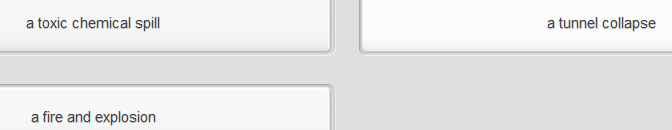 a toxic chemical spill
a tunnel collapse
a fire and explosion